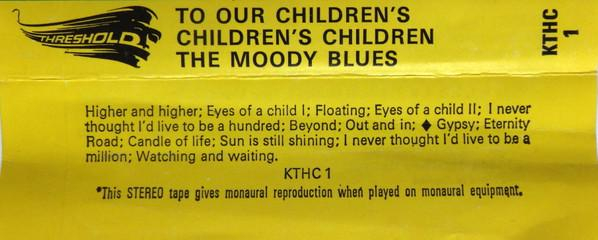 THRESHOLD
TO OUR CHILDREN'S
CHILDREN'S CHILDREN
THE MOODY BLUES
KTHC
1
Higher and higher; Eyes of a child I; Floating; Eyes of a child II; I never
thought I'd live to be a hundred; Beyond; Out and in; ♦ Gypsy; Eternity
Road; Candle of life; Sun is still shining; I never thought I'd live to be a
million; Watching and waiting.
KTHC 1
*This STEREO tape gives monaural reproduction when played on monaural equipment.